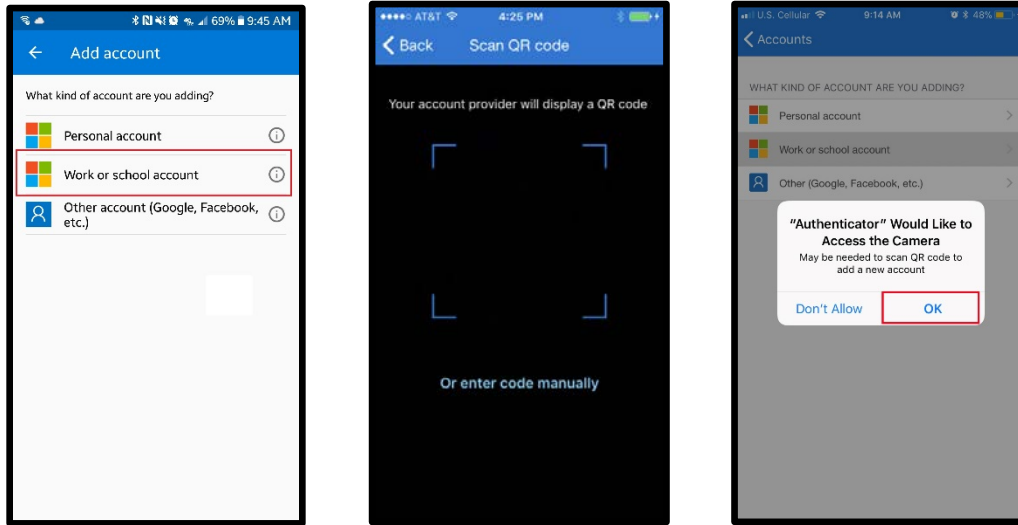 69% 9:45 AM
Add account
What kind of account are you adding?
Personal account
Work or school account
Other account (Google, Facebook,
etc.)
AT&T 4:25 PM
Back Scan QR code
Your account provider will display a QR code
Or enter code manually
U.S. Cellular 9:14 AM 48%
Accounts
WHAT KIND OF ACCOUNT ARE YOU ADDING?
Personal account
Work or school account
Other (Google, Facebook, etc.)
"Authenticator" Would Like to
Access the Camera
May be needed to scan QR code to
add a new account
Don't Allow OK